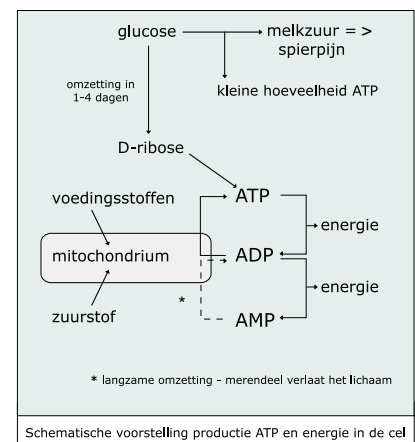 glucose
melkzuur = >
spierpijn
omzetting in
1-4 dagen
kleine hoeveelheid ATP
D-ribose
voedingsstoffen
ATP
energie
mitochondrium
ADP
energie
zuurstof
*
AMP
* langzame omzetting - merendeel verlaat het lichaam
Schematische voorstelling productie ATP en energie in de cel